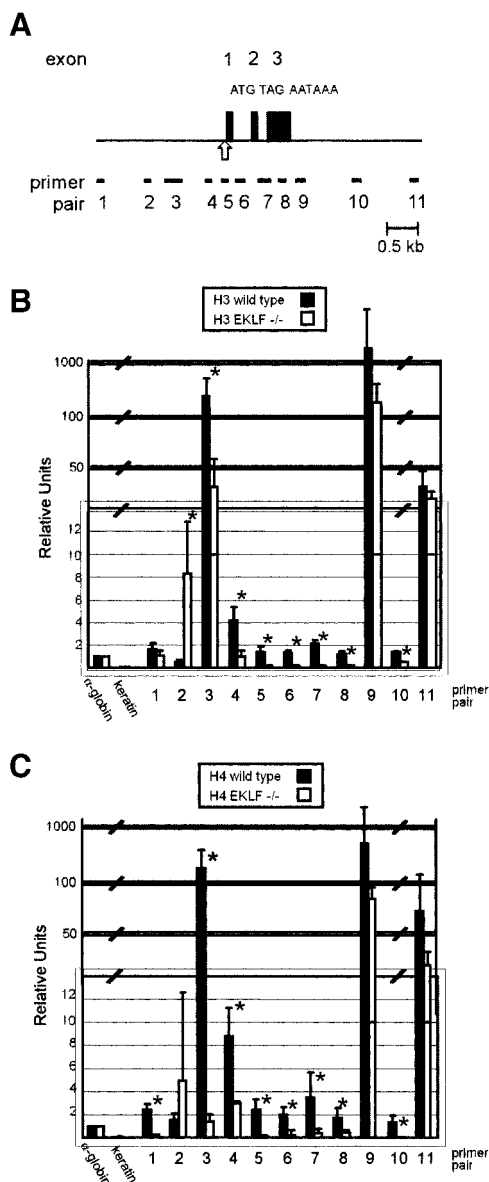 A
exon 1 2 3
ATG TAG AATAAA
primer
pair 1 2 3 4 5 6 7 8 9 10 11
0.5 kb
B
H3 wild type
H3 EKLF -/-
Relative Units
1000
100
50
12
10
8
6
4
2
* * * * * * * * *
α-globin keratin 1 2 3 4 5 6 7 8 9 10 11 primer
pair
C
H4 wild type
H4 EKLF -/-
Relative Units
1000
100
50
12
10
8
6
4
2
* * * * * * * *
α-globin keratin 1 2 3 4 5 6 7 8 9 10 11 primer
pair